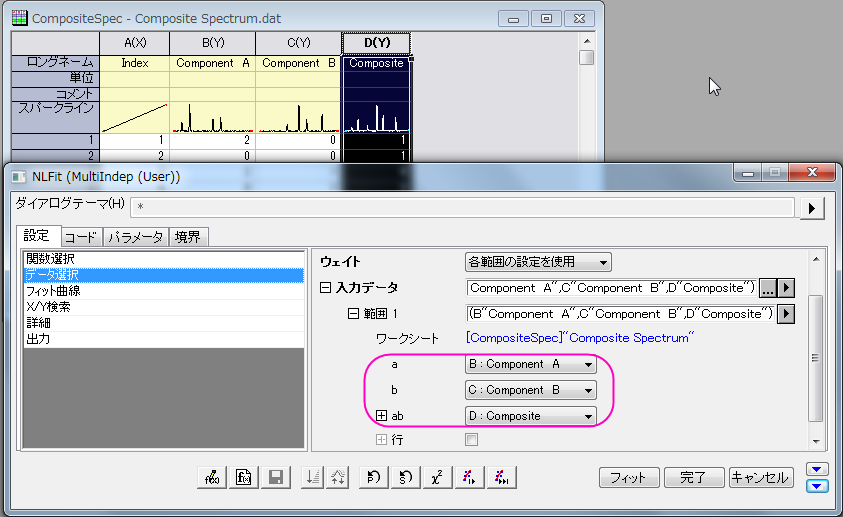 CompositeSpec - Composite Spectrum.dat
A(X) B(Y) C(Y) D(Y)
ロングネーム Index Component A Component B Composite
単位
コメント
スパークライン
1 1 2 0 1
2 2 0 0 1
NLFit (MultiIndep (User))
ダイアログテーマ(H) *
設定 コード パラメータ 境界
関数選択
データ選択
フィット曲線
X/Y検索
詳細
出力
ウェイト 各範囲の設定を使用
入力データ Component A",C"Component B",D"Composite") ...
範囲 1 (B"Component A",C"Component B",D"Composite")
ワークシート [CompositeSpec]"Composite Spectrum"
a B : Component A
b C : Component B
ab D : Composite
行
フィット 完了 キャンセル